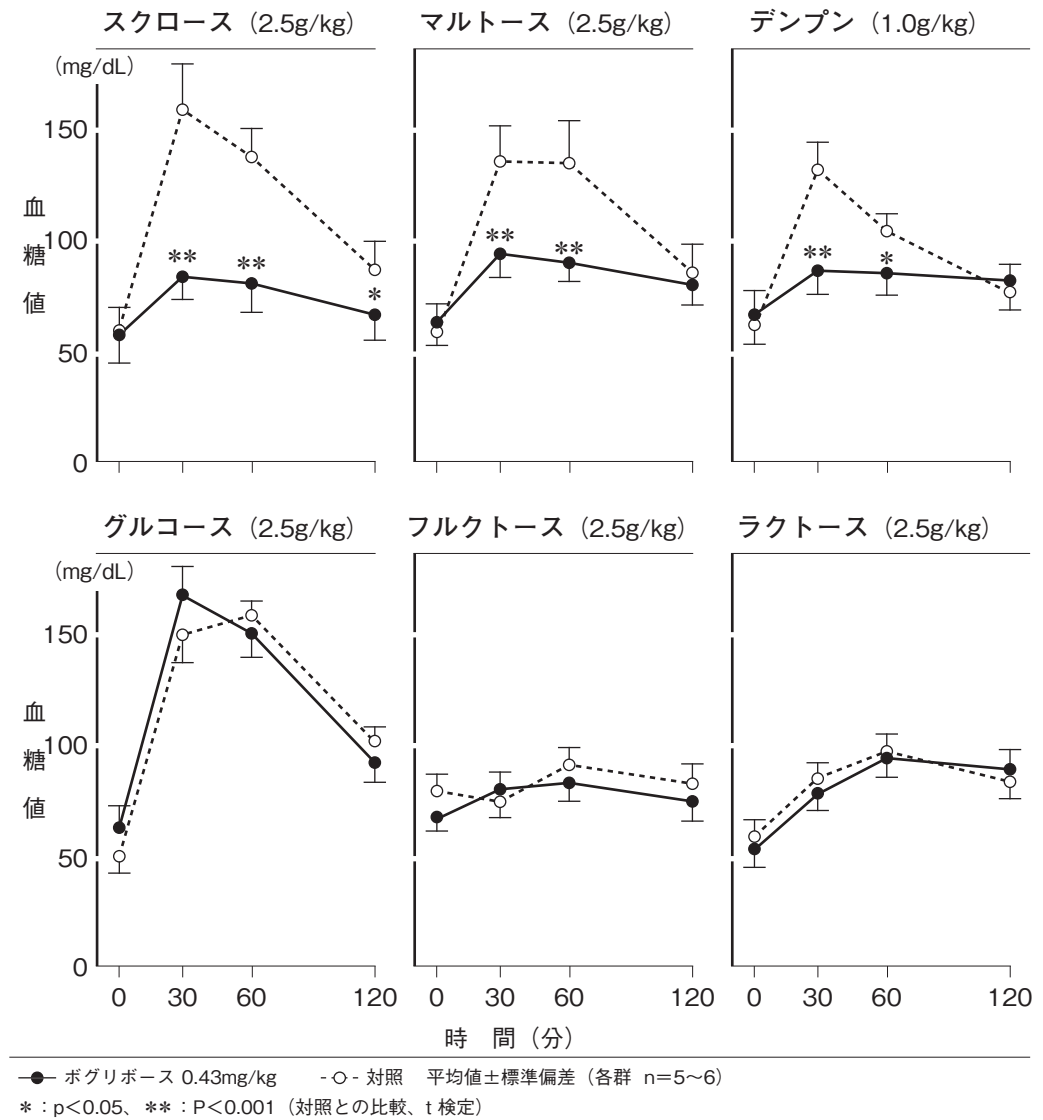 スクロース（2.5g/kg）
マルトース（2.5g/kg）
デンプン（1.0g/kg）
（mg/dL）
150
100
50
0
血糖値
** ** *
** **
** *
グルコース（2.5g/kg）
フルクトース（2.5g/kg）
ラクトース（2.5g/kg）
（mg/dL）
150
100
50
0
血糖値
0 30 60 120
0 30 60 120
0 30 60 120
時 間（分）
ボグリボース 0.43mg/kg 対照 平均値±標準偏差（各群 n=5〜6）
*：p<0.05、**：P<0.001（対照との比較、t 検定）